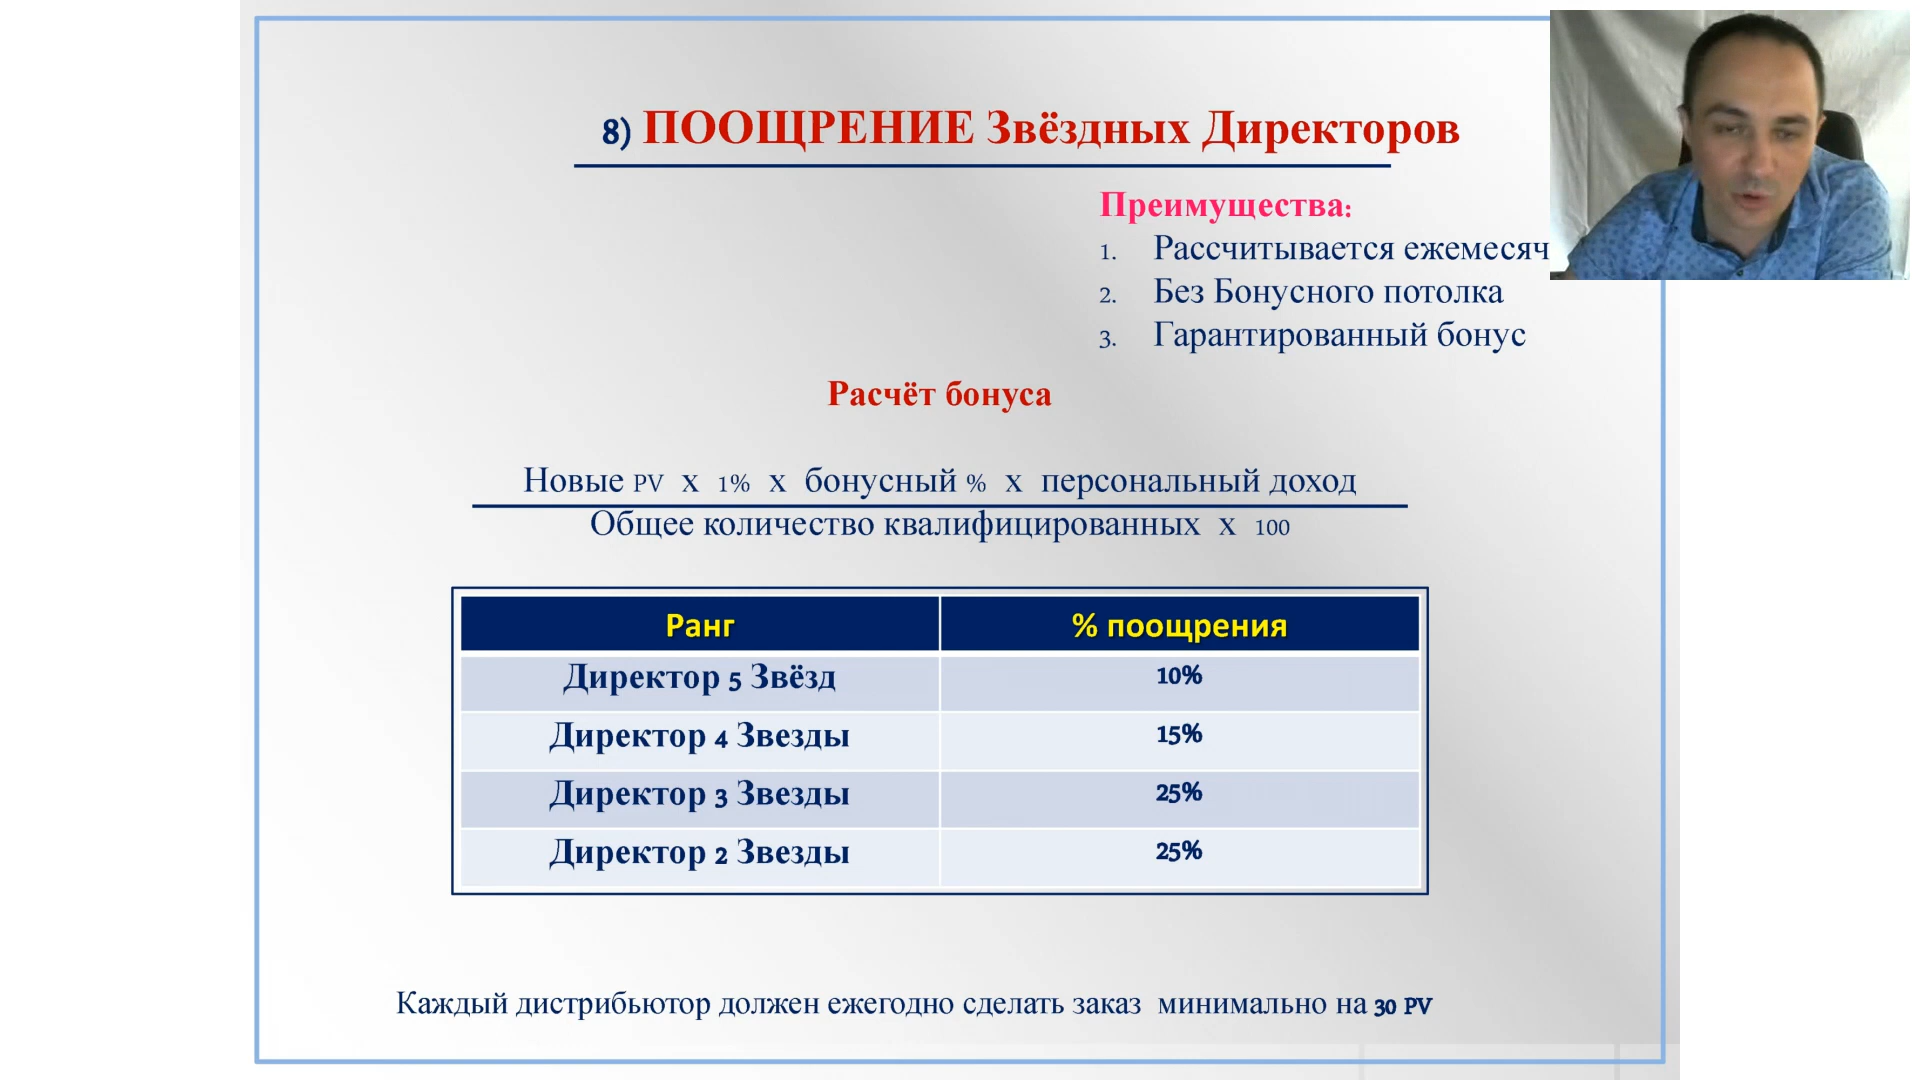 8) ПООЩРЕНИЕ Звёздных Директоров
Преимущества:
1. Рассчитывается ежемесяч
2. Без Бонусного потолка
3. Гарантированный бонус
Расчёт бонуса
Новые PV х 1% х бонусный % х персональный доход
Общее количество квалифицированных х 100
Ранг % поощрения
Директор 5 Звёзд 10%
Директор 4 Звезды 15%
Директор 3 Звезды 25%
Директор 2 Звезды 25%
Каждый дистрибьютор должен ежегодно сделать заказ минимально на 30 PV